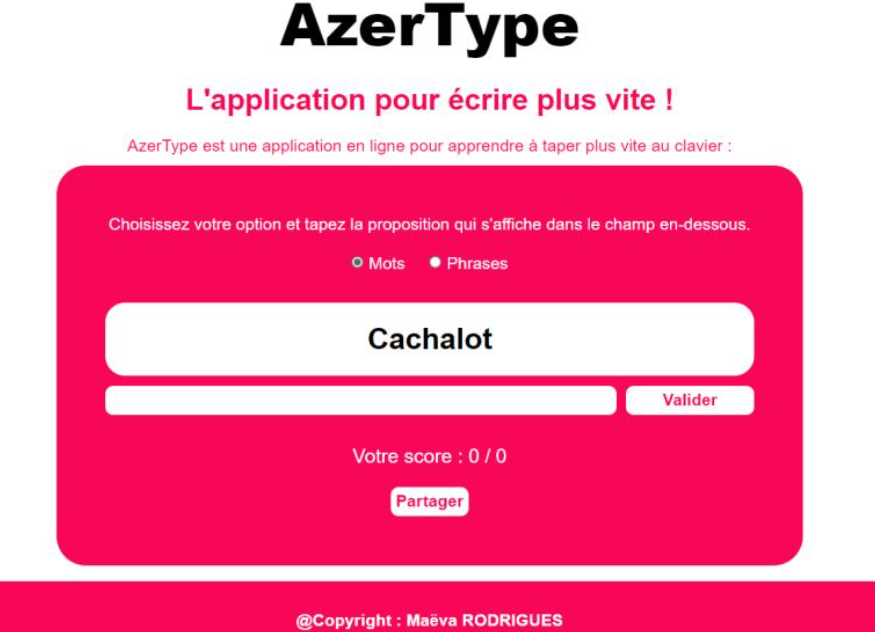 AzerType
L'application pour écrire plus vite !
AzerType est une application en ligne pour apprendre à taper plus vite au clavier :
Choisissez votre option et tapez la proposition qui s'affiche dans le champ en-dessous.
Mots Phrases
Cachalot
Valider
Votre score : 0 / 0
Partager
@Copyright : Maëva RODRIGUES